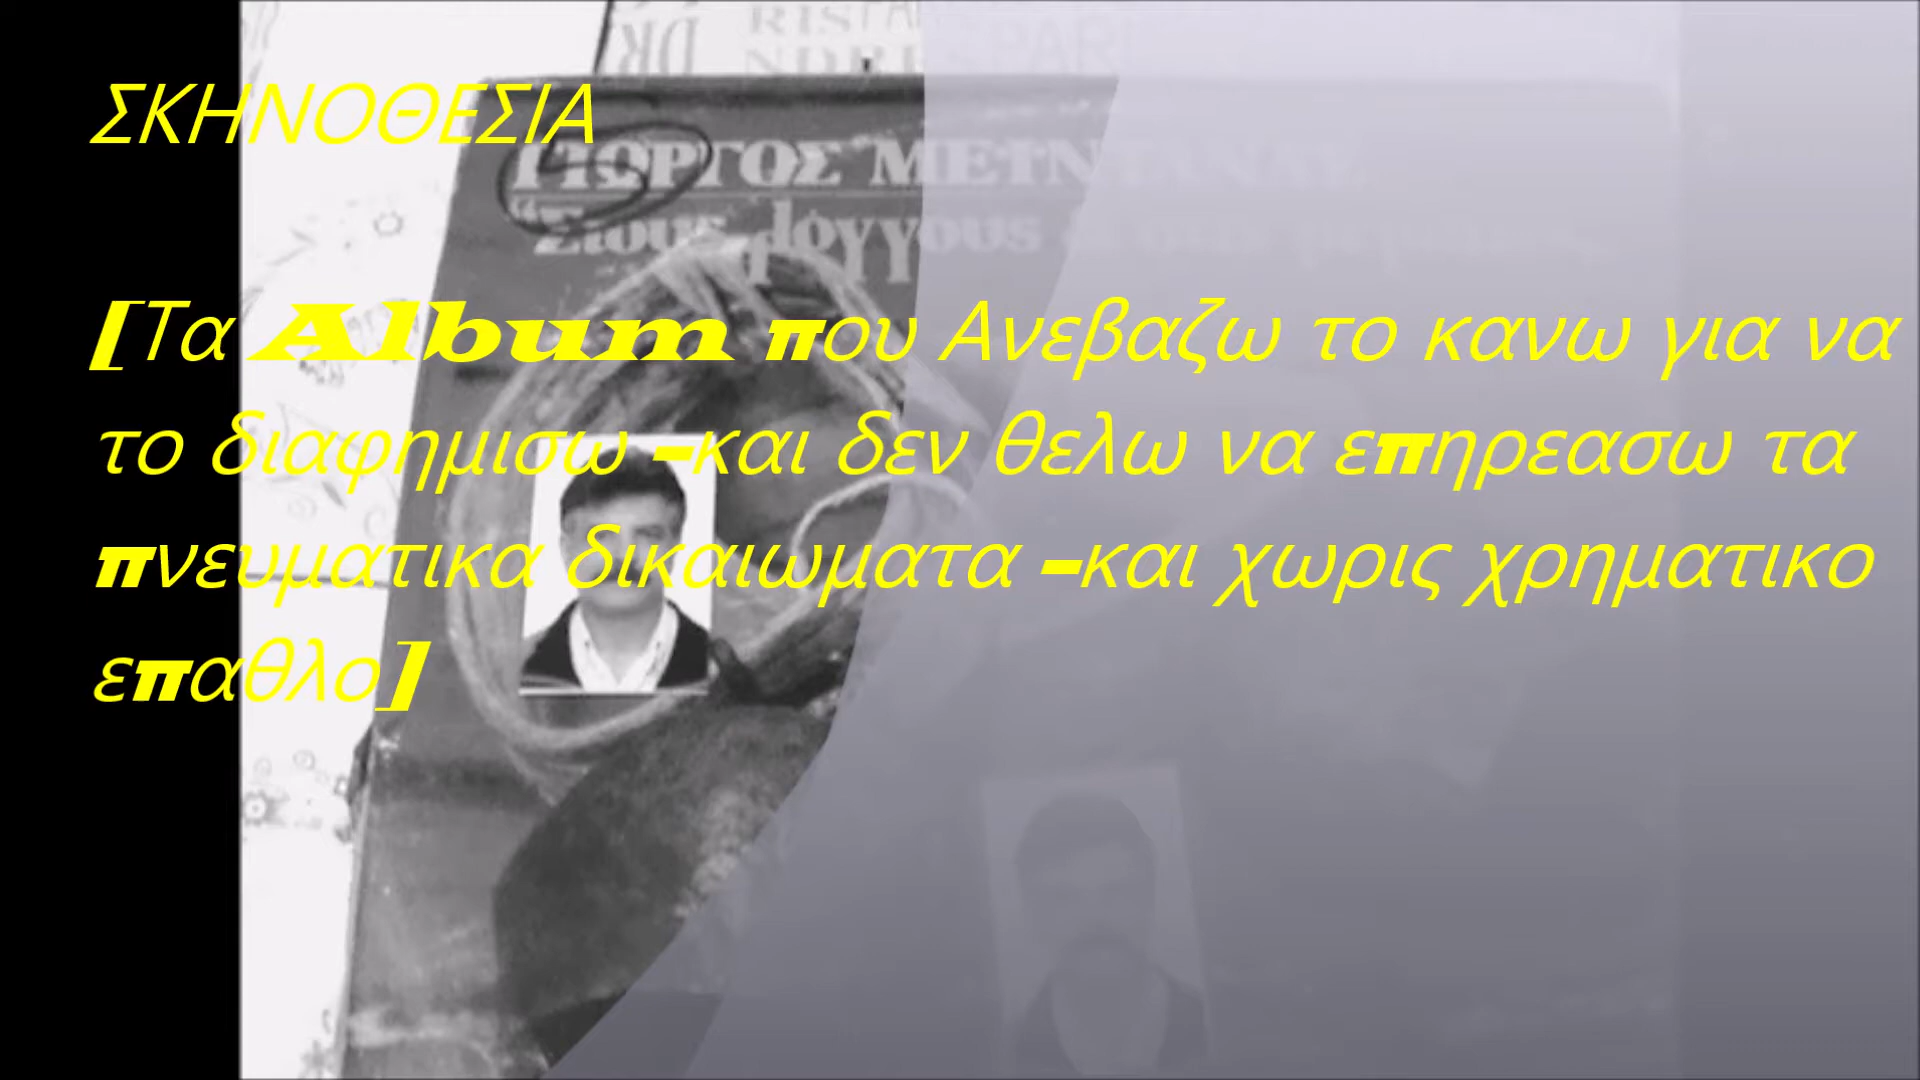 ΣΚΗΝΟΘΕΣΙΑ
ΓΙΩΡΓΟΣ ΜΕΪΝΤΑΝΑΣ
[Τα Album που Ανεβαζω το κανω για να
το διαφημισω –και δεν θελω να επηρεασω τα
πνευματικα δικαιωματα –και χωρις χρηματικο
επαθλο]